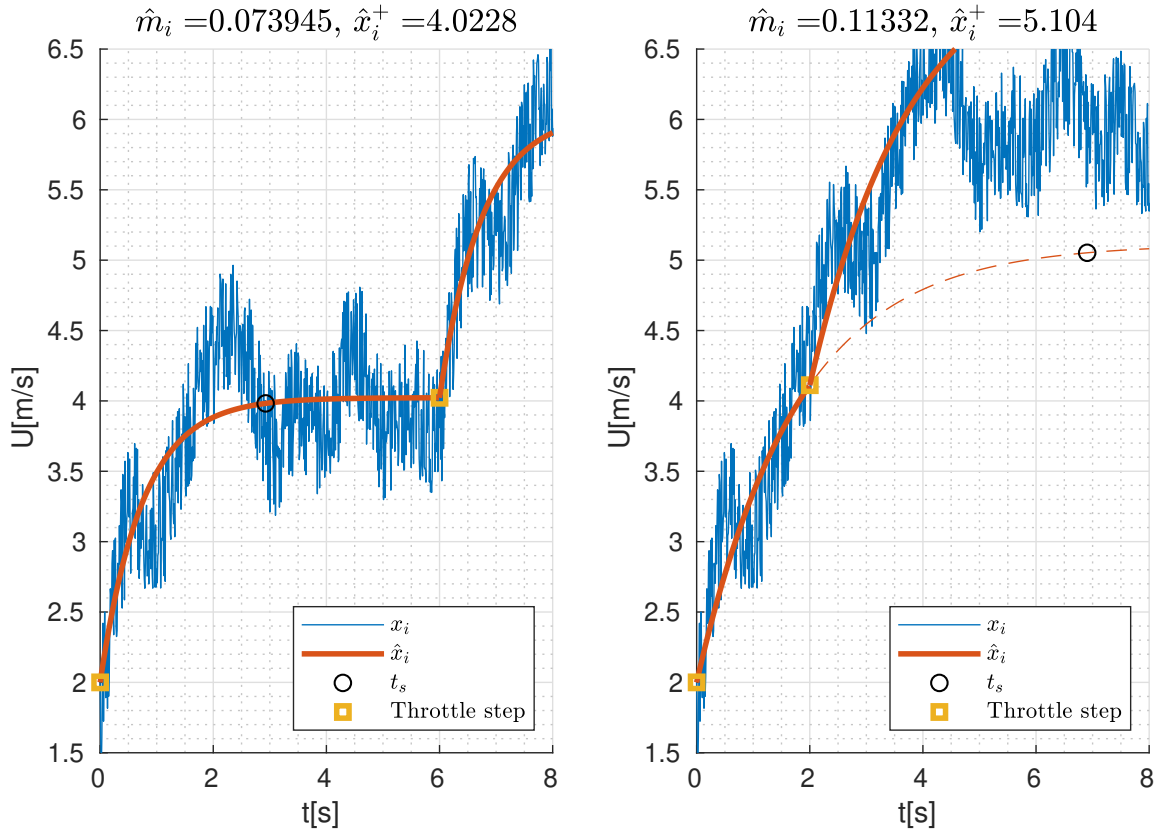 m̂ᵢ =0.073945, x̂ᵢ⁺ =4.0228
6.5
6
5.5
5
4.5
4
3.5
3
2.5
2
1.5
U[m/s]
xᵢ
x̂ᵢ
tₛ
Throttle step
0 2 4 6 8
t[s]
m̂ᵢ =0.11332, x̂ᵢ⁺ =5.104
6.5
6
5.5
5
4.5
4
3.5
3
2.5
2
1.5
U[m/s]
xᵢ
x̂ᵢ
tₛ
Throttle step
0 2 4 6 8
t[s]